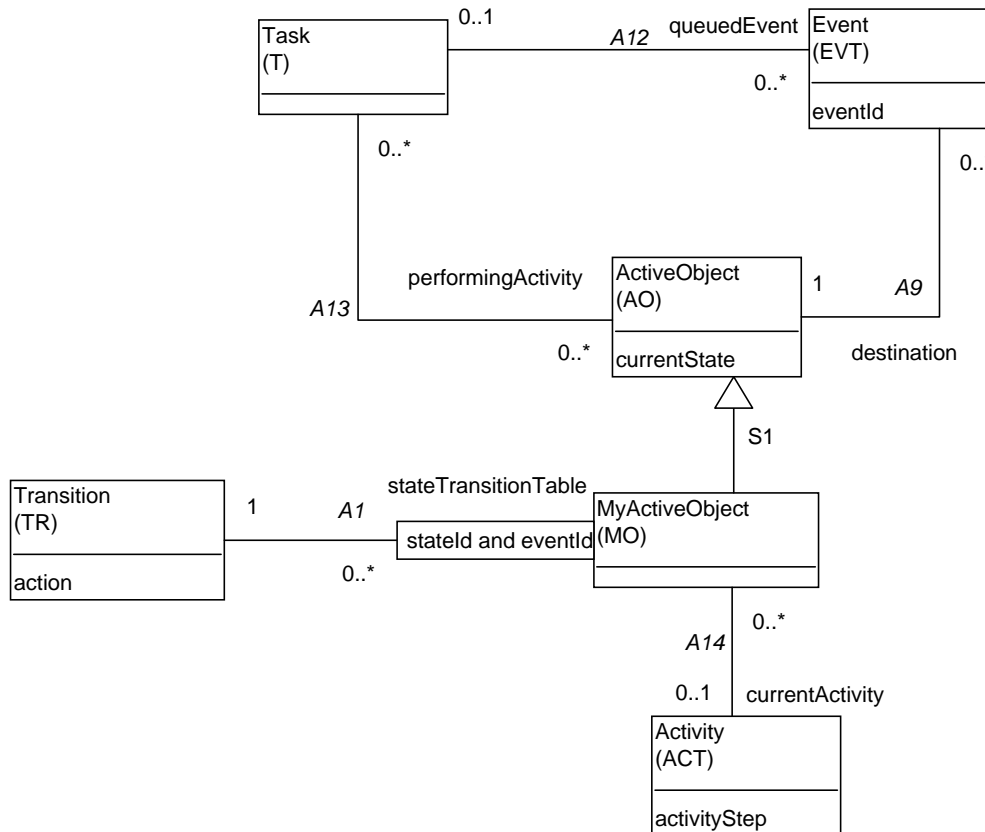 Task
(T)
0..1
A12
queuedEvent
0..*
Event
(EVT)
eventId
0..*
0..
performingActivity
A13
0..*
ActiveObject
(AO)
currentState
1
A9
destination
S1
Transition
(TR)
action
1
A1
0..*
stateTransitionTable
stateId and eventId
MyActiveObject
(MO)
0..*
A14
0..1
currentActivity
Activity
(ACT)
activityStep